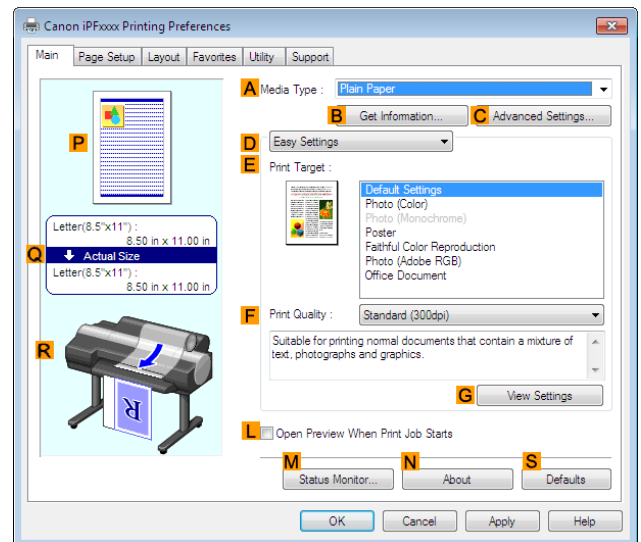 Canon iPFxxxx Printing Preferences
Main Page Setup Layout Favorites Utility Support
A Media Type : Plain Paper
B Get Information... C Advanced Settings...
P
D Easy Settings
E Print Target :
Default Settings
Photo (Color)
Photo (Monochrome)
Poster
Faithful Color Reproduction
Photo (Adobe RGB)
Office Document
Letter(8.5"x11") :
8.50 in x 11.00 in
Q Actual Size
Letter(8.5"x11") :
8.50 in x 11.00 in
F Print Quality : Standard (300dpi)
Suitable for printing normal documents that contain a mixture of
text, photographs and graphics.
R
R
G View Settings
L Open Preview When Print Job Starts
M N S
Status Monitor... About Defaults
OK Cancel Apply Help